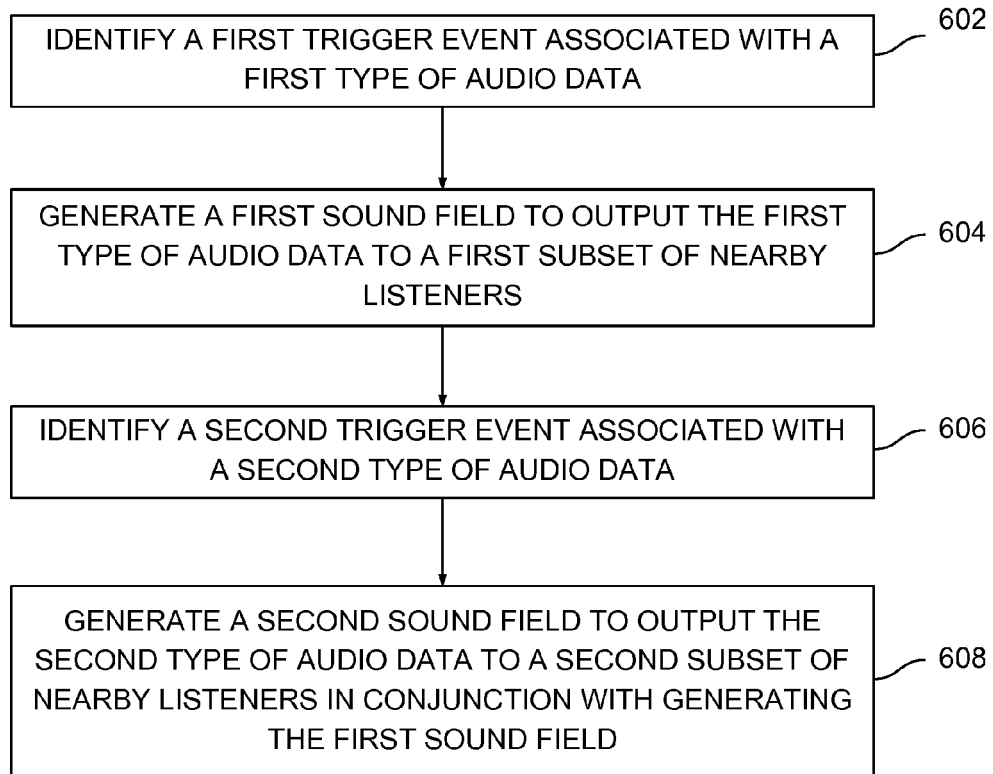 IDENTIFY A FIRST TRIGGER EVENT ASSOCIATED WITH A
FIRST TYPE OF AUDIO DATA
602
GENERATE A FIRST SOUND FIELD TO OUTPUT THE FIRST
TYPE OF AUDIO DATA TO A FIRST SUBSET OF NEARBY
LISTENERS
604
IDENTIFY A SECOND TRIGGER EVENT ASSOCIATED WITH
A SECOND TYPE OF AUDIO DATA
606
GENERATE A SECOND SOUND FIELD TO OUTPUT THE
SECOND TYPE OF AUDIO DATA TO A SECOND SUBSET OF
NEARBY LISTENERS IN CONJUNCTION WITH GENERATING
THE FIRST SOUND FIELD
608